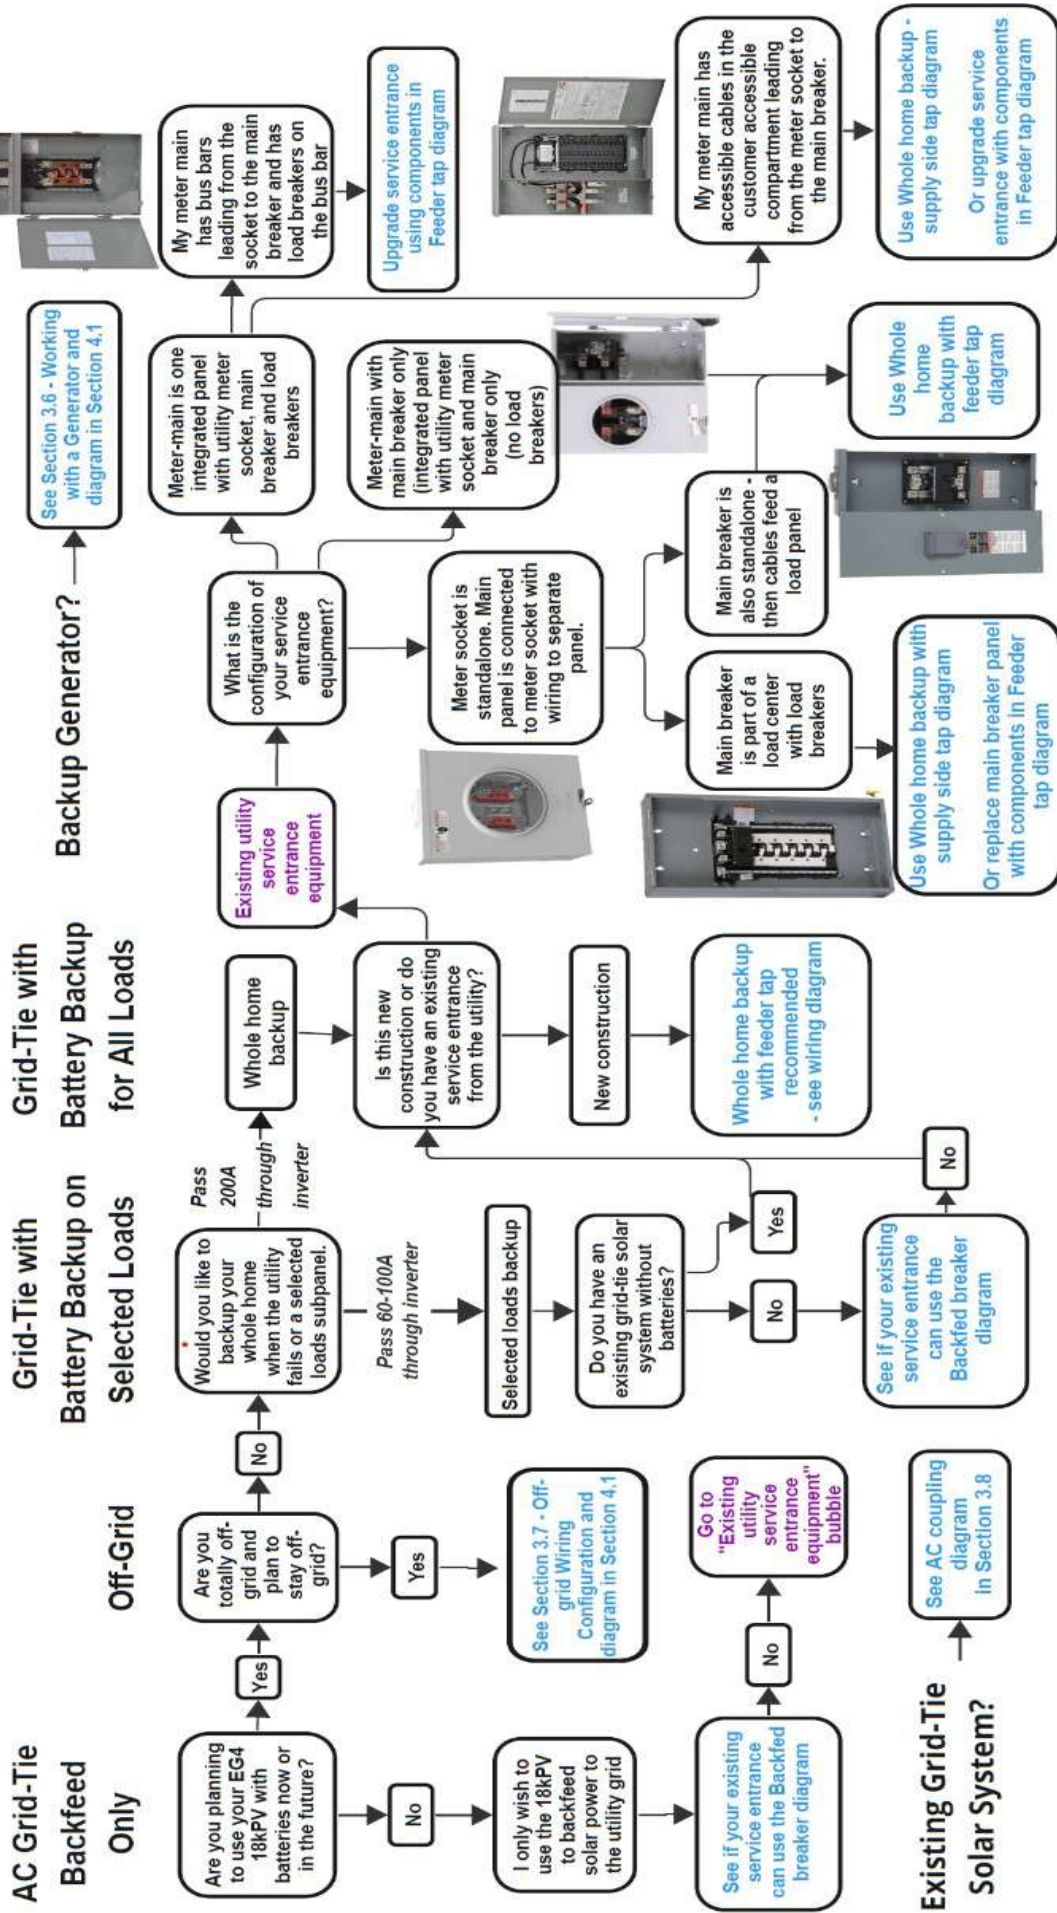 AC Grid-Tie
Backfeed
Only
Off-Grid
Grid-Tie with
Battery Backup on
Selected Loads
Grid-Tie with
Battery Backup
for All Loads
Backup Generator?
See Section 3.6 - Working
with a Generator and
diagram in Section 4.1
Are you planning
to use your EG4
18kPV with
batteries now or
in the future?
Yes
Are you
totally off-
grid and
plan to
stay off-
grid?
No
Would you like to
backup your
whole home
when the utility
fails or a selected
loads subpanel.
Pass
200A
through
inverter
Whole home
backup
No
I only wish to
use the 18kPV
to backfeed
solar power to
the utility grid
See if your existing
service entrance
can use the Backfed
breaker diagram
No
Go to
"Existing
utility
service
entrance
equipment"
bubble
Yes
See Section 3.7 - Off-
grid Wiring
Configuration and
diagram in Section 4.1
Pass 60-100A
through inverter
Selected loads backup
Do you have an
existing grid-tie solar
system without
batteries?
No
Yes
See if your existing
service entrance
can use the
Backfed breaker
diagram
No
Is this new
construction or do
you have an existing
service entrance
from the utility?
New construction
Whole home backup
with feeder tap
recommended
- see wiring diagram
Existing utility
service
entrance
equipment
What is the
configuration of
your service
entrance
equipment?
Meter-main is one
integrated panel
with utility meter
socket, main
breaker and load
breakers
My meter main
has bus bars
leading from the
socket to the main
breaker and has
load breakers on
the bus bar
Upgrade service entrance
using components in
Feeder tap diagram
My meter main has
accessible cables in the
customer accessible
compartment leading
from the meter socket to
the main breaker.
Use Whole home backup -
supply side tap diagram
Or upgrade service
entrance with components
in Feeder tap diagram
Meter-main with
main breaker only
(integrated panel
with utility meter
socket and main
breaker only
(no load
breakers)
Meter socket is
standalone. Main
panel is connected
to meter socket with
wiring to separate
panel.
Main breaker is
also standalone -
then cables feed a
load panel
Use Whole
home
backup with
feeder tap
diagram
Main breaker
is part of a
load center
with load
breakers
Use Whole home backup with
supply side tap diagram
Or replace main breaker panel
with components in Feeder
tap diagram
Existing Grid-Tie
Solar System?
See AC coupling
diagram
In Section 3.8